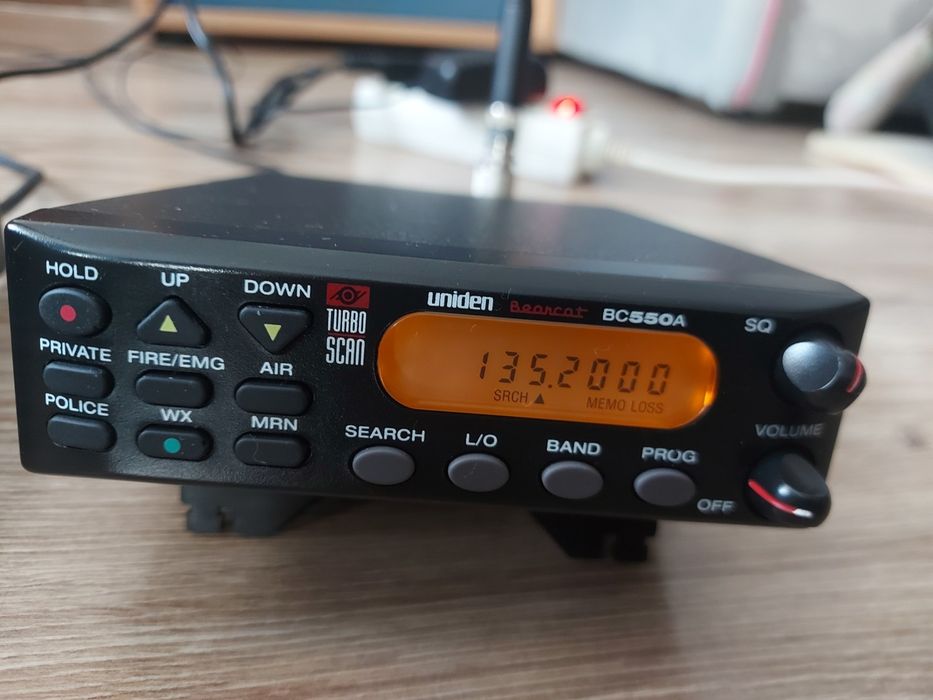 HOLD
UP
DOWN
PRIVATE
FIRE/EMG
AIR
POLICE
WX
MRN
TURBO
SCAN
uniden Bearcat BC550A
135.2000
SRCH ▲ MEMO LOSS
SEARCH
L/O
BAND
PROG
SQ
VOLUME
OFF